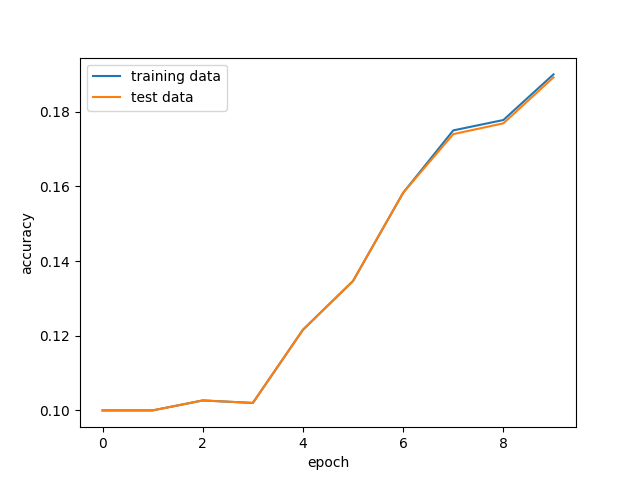 training data
test data
0.18
0.16
0.14
0.12
0.10
accuracy
0 2 4 6 8
epoch